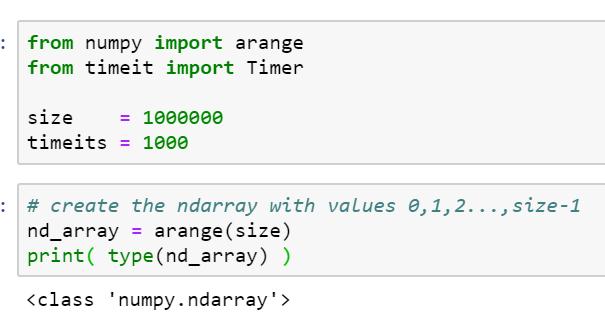 :
from numpy import arange
from timeit import Timer
size    = 1000000
timeits = 1000
:
# create the ndarray with values 0,1,2...,size-1
nd_array = arange(size)
print( type(nd_array) )
<class 'numpy.ndarray'>